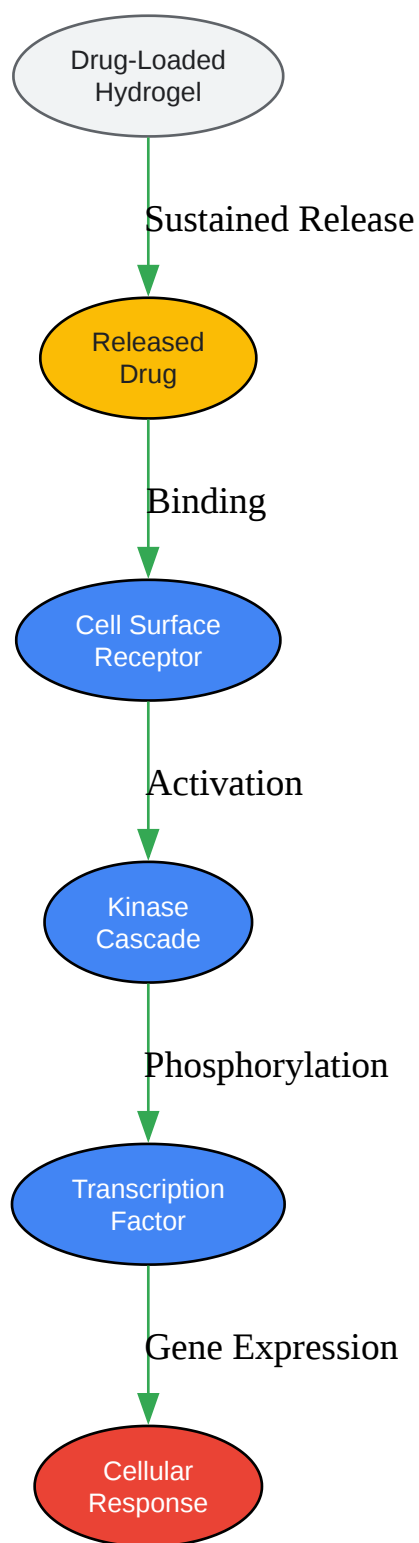 Drug-Loaded
Hydrogel
Sustained Release
Released
Drug
Binding
Cell Surface
Receptor
Activation
Kinase
Cascade
Phosphorylation
Transcription
Factor
Gene Expression
Cellular
Response